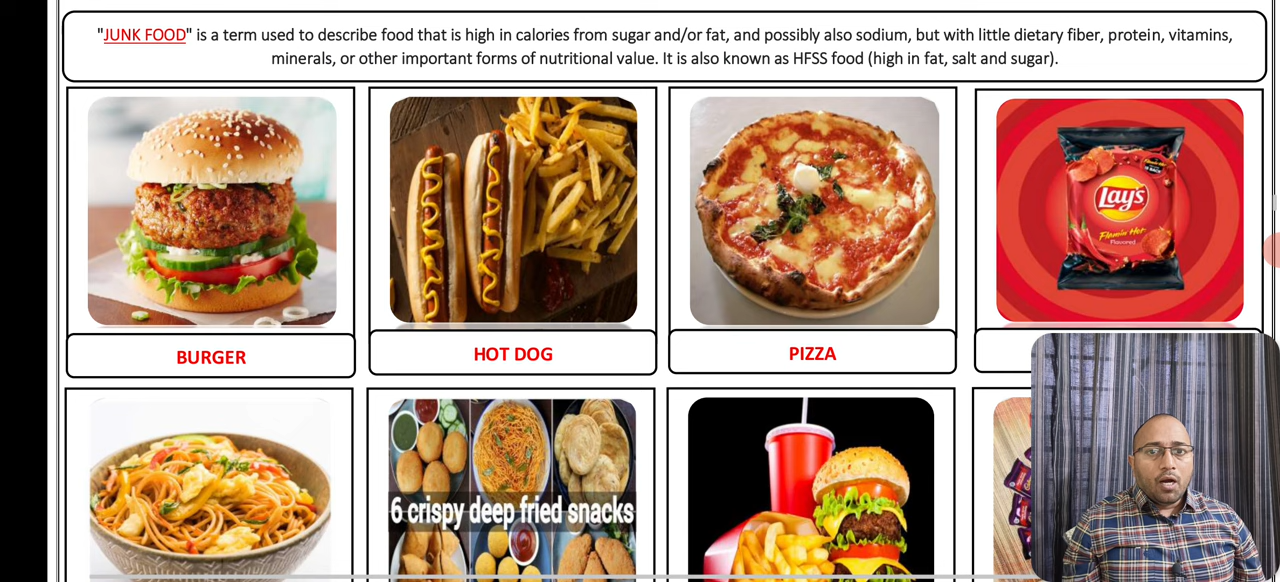 "JUNK FOOD" is a term used to describe food that is high in calories from sugar and/or fat, and possibly also sodium, but with little dietary fiber, protein, vitamins,
minerals, or other important forms of nutritional value. It is also known as HFSS food (high in fat, salt and sugar).
Lay's
Flamin Hot
Flavored
BURGER
HOT DOG
PIZZA
6 crispy deep fried snacks